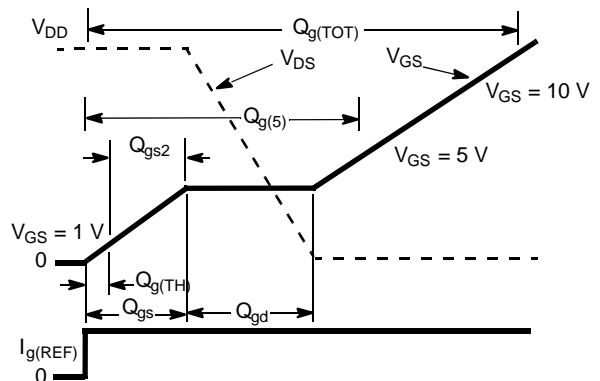 V_DD
Q_g(TOT)
V_DS
V_GS
V_GS = 10 V
Q_g(5)
Q_gs2
V_GS = 5 V
V_GS = 1 V
0
Q_g(TH)
Q_gs
Q_gd
I_g(REF)
0